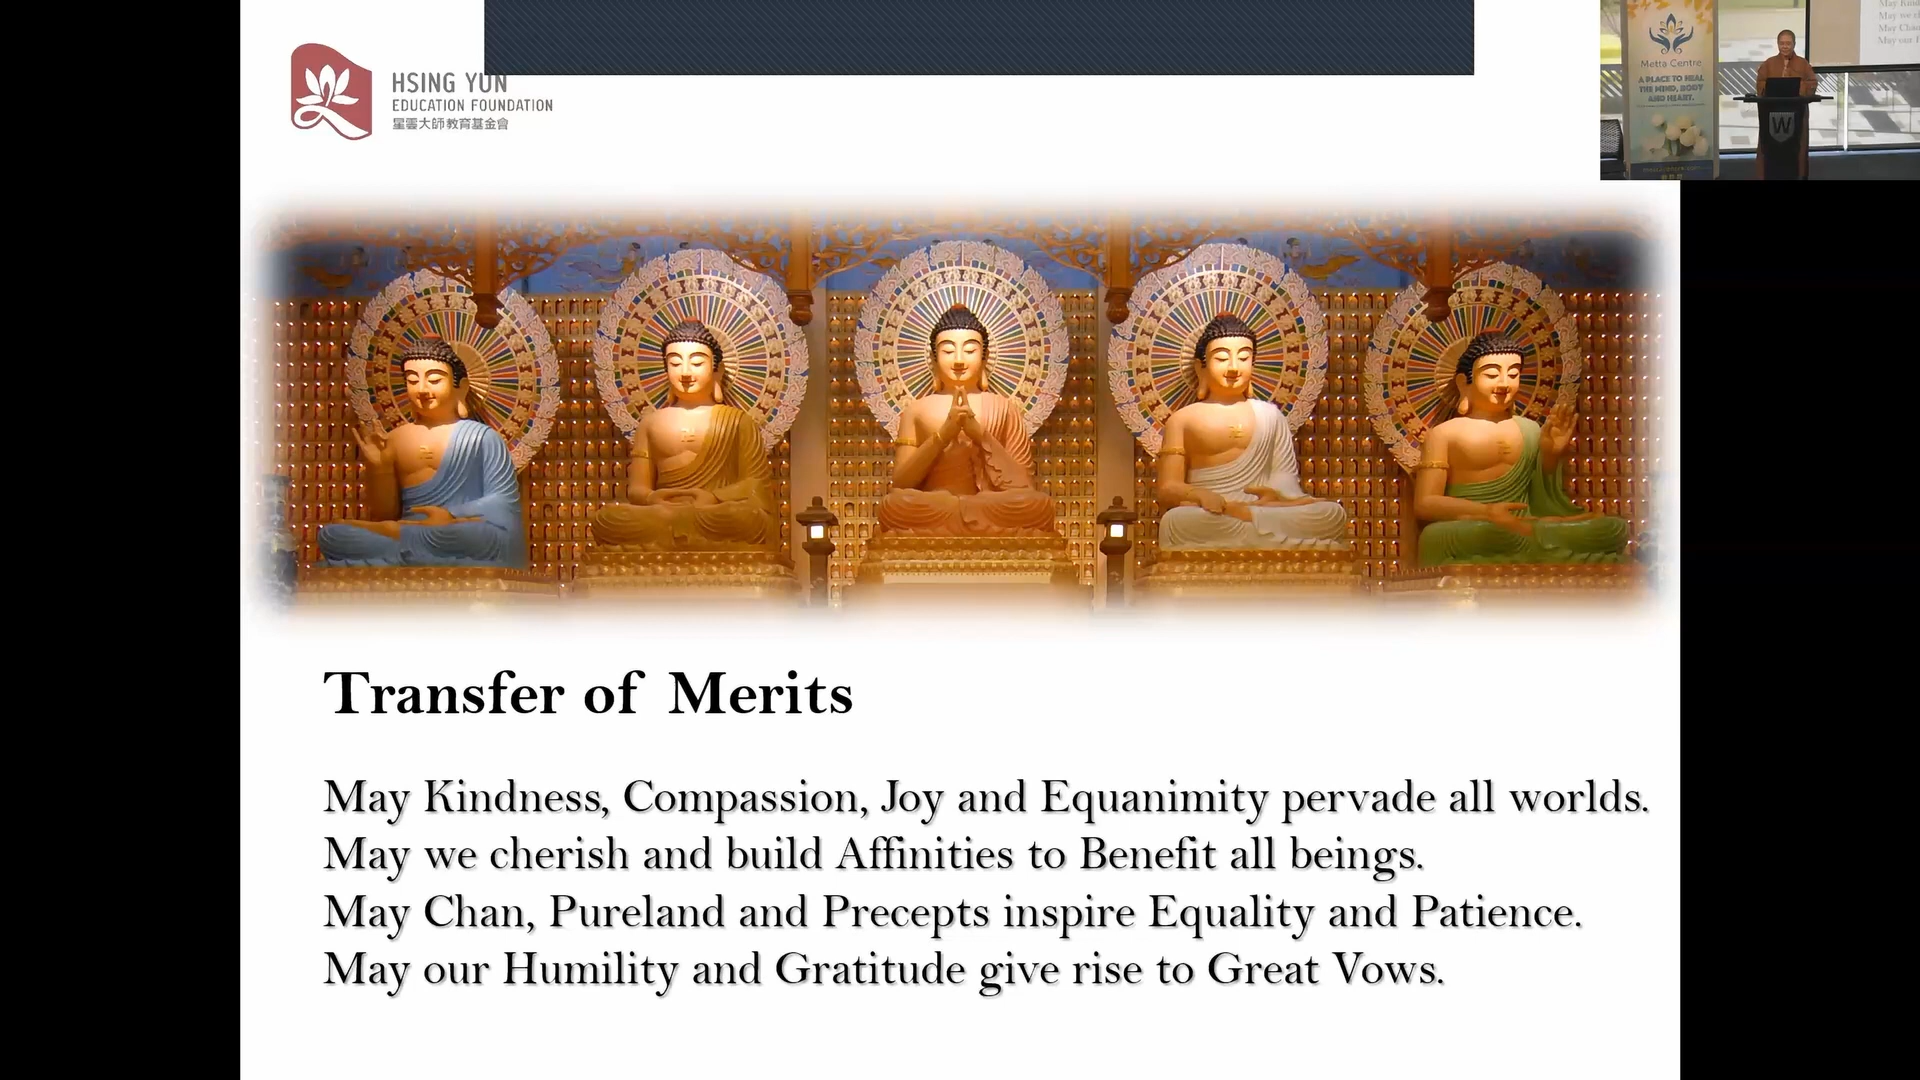 HSING YUN
EDUCATION FOUNDATION
星雲大師教育基金會
Metta Centre
A PLACE TO HEAL
THE MIND, BODY
AND HEART.
W
Transfer of Merits
May Kindness, Compassion, Joy and Equanimity pervade all worlds.
May we cherish and build Affinities to Benefit all beings.
May Chan, Pureland and Precepts inspire Equality and Patience.
May our Humility and Gratitude give rise to Great Vows.